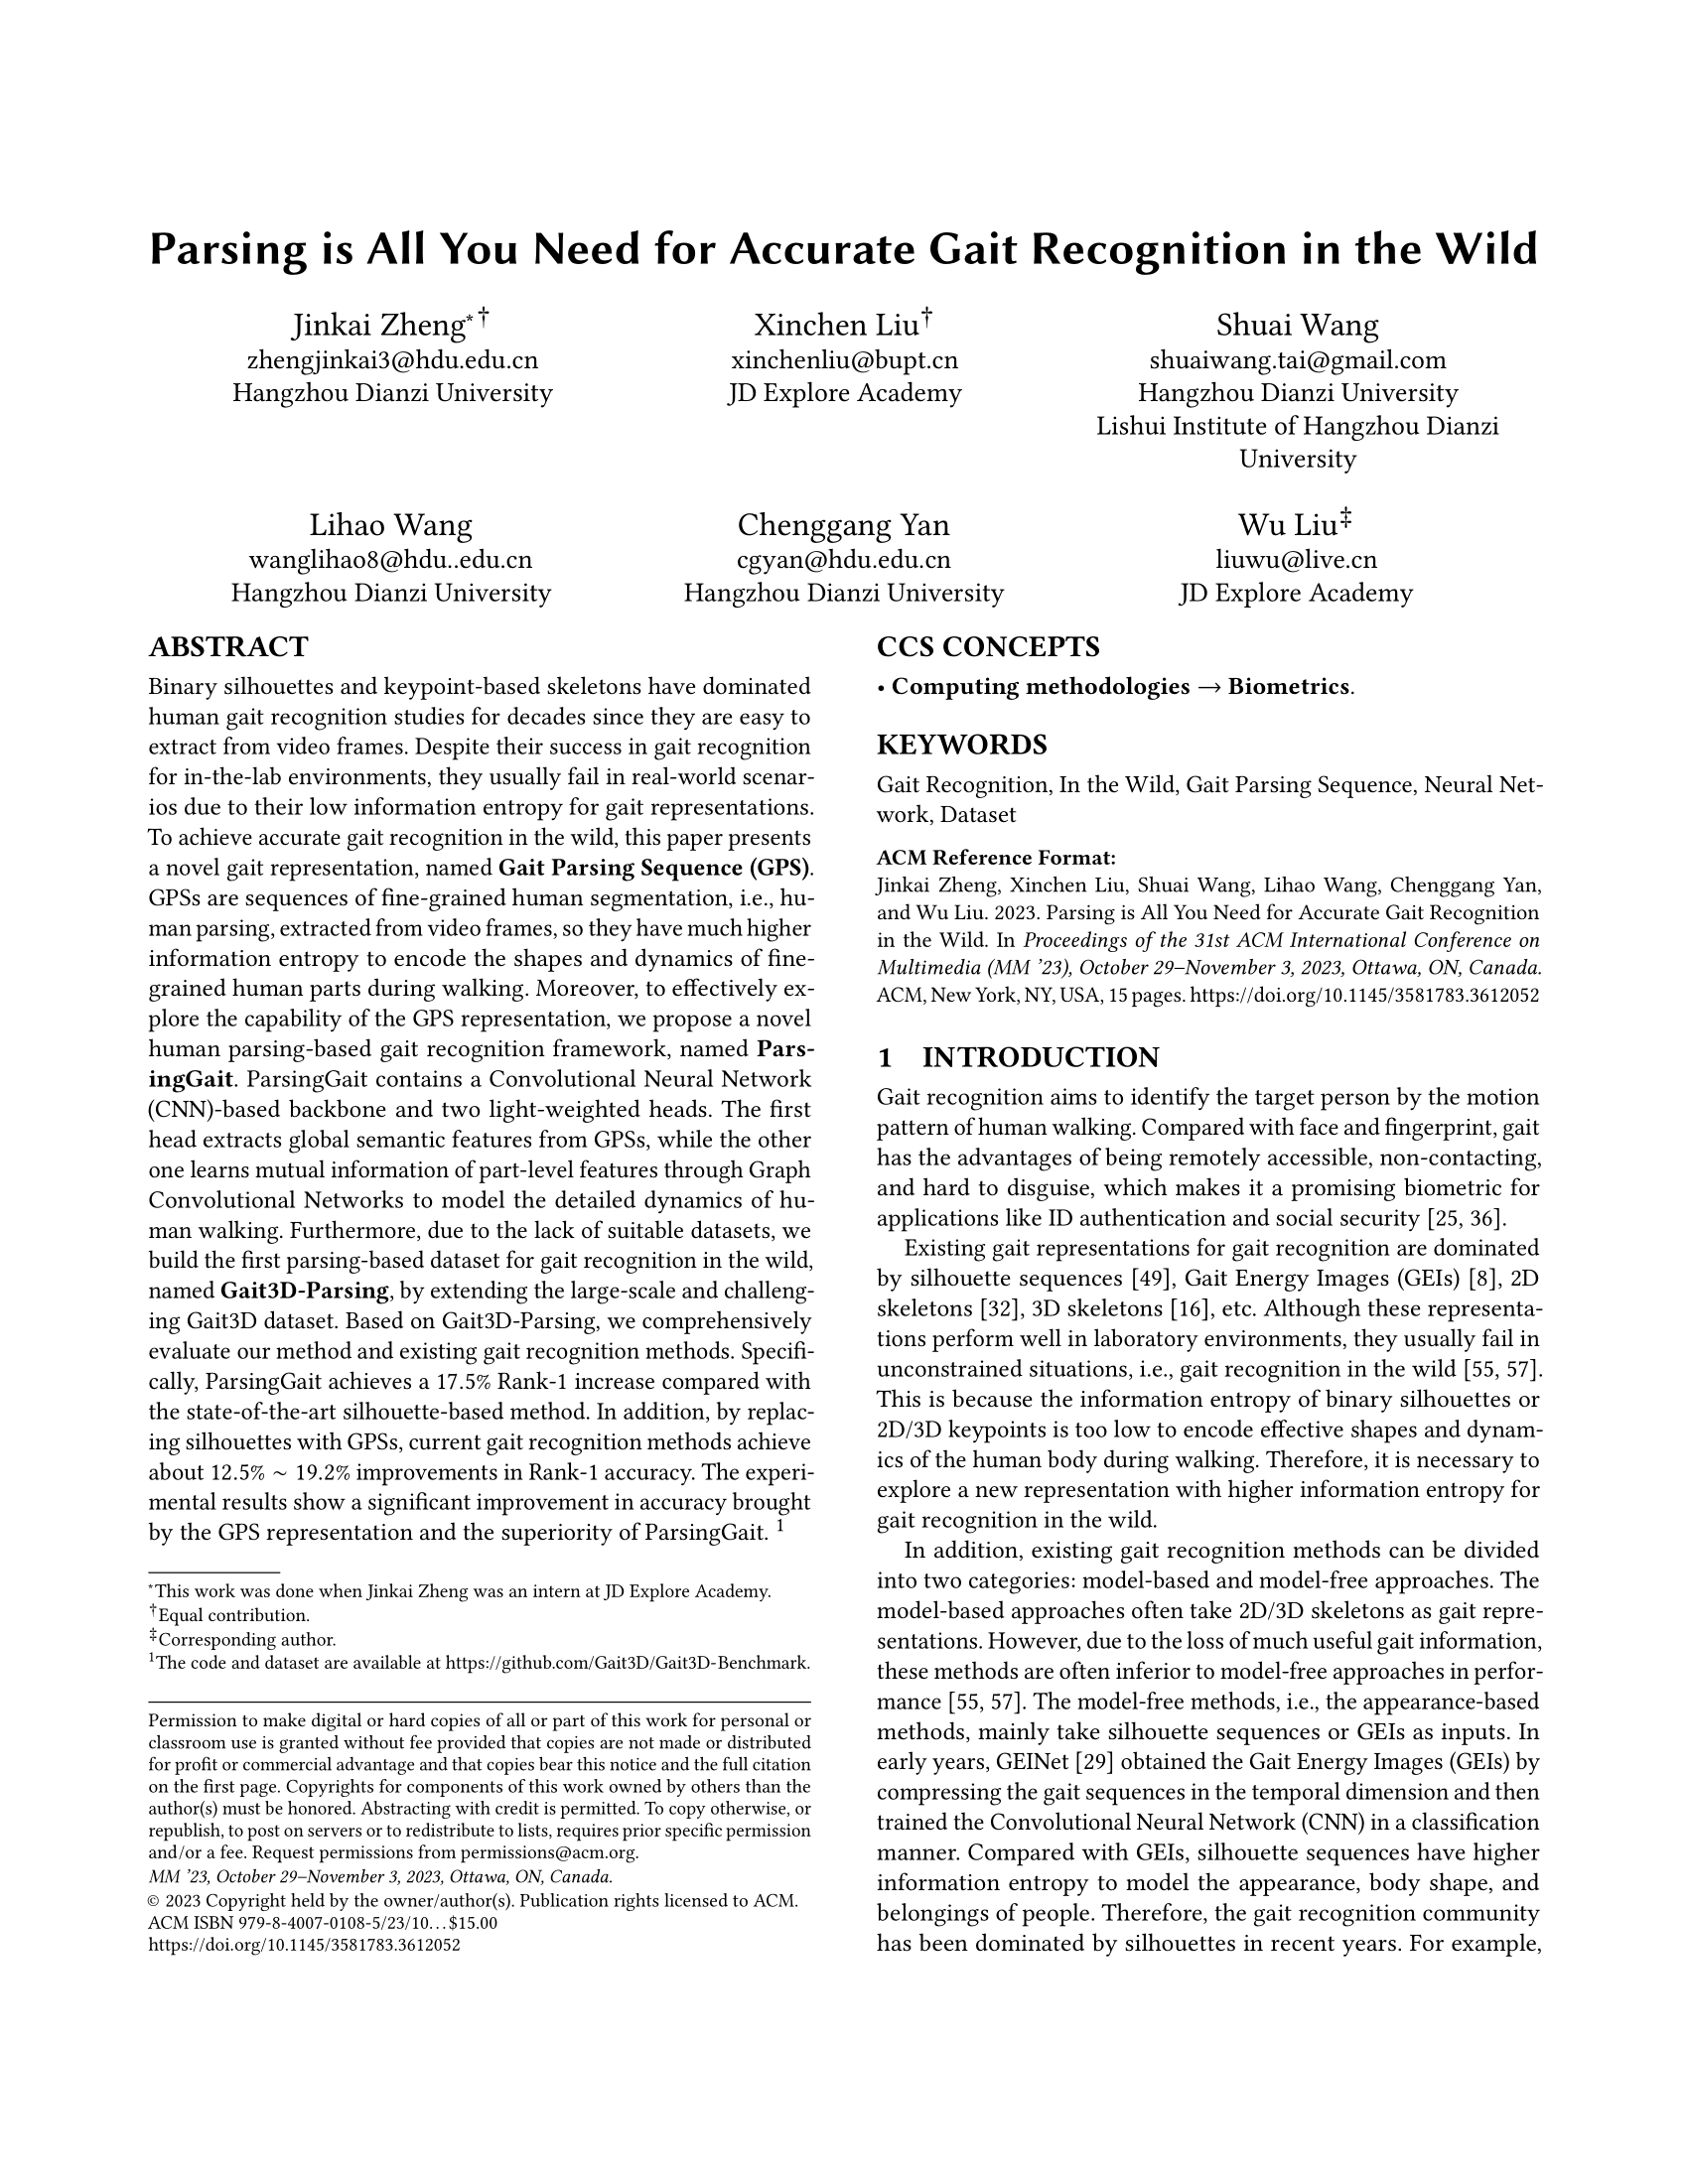 Parsing is All You Need for Accurate Gait Recognition in the Wild
Jinkai Zheng*†
zhengjinkai3@hdu.edu.cn
Hangzhou Dianzi University
Xinchen Liu†
xinchenliu@bupt.cn
JD Explore Academy
Shuai Wang
shuaiwang.tai@gmail.com
Hangzhou Dianzi University
Lishui Institute of Hangzhou Dianzi
University
Lihao Wang
wanglihao8@hdu..edu.cn
Hangzhou Dianzi University
Chenggang Yan
cgyan@hdu.edu.cn
Hangzhou Dianzi University
Wu Liu‡
liuwu@live.cn
JD Explore Academy
ABSTRACT
Binary silhouettes and keypoint-based skeletons have dominated
human gait recognition studies for decades since they are easy to
extract from video frames. Despite their success in gait recognition
for in-the-lab environments, they usually fail in real-world scenar-
ios due to their low information entropy for gait representations.
To achieve accurate gait recognition in the wild, this paper presents
a novel gait representation, named Gait Parsing Sequence (GPS).
GPSs are sequences of fine-grained human segmentation, i.e., hu-
man parsing, extracted from video frames, so they have much higher
information entropy to encode the shapes and dynamics of fine-
grained human parts during walking. Moreover, to effectively ex-
plore the capability of the GPS representation, we propose a novel
human parsing-based gait recognition framework, named Pars-
ingGait. ParsingGait contains a Convolutional Neural Network
(CNN)-based backbone and two light-weighted heads. The first
head extracts global semantic features from GPSs, while the other
one learns mutual information of part-level features through Graph
Convolutional Networks to model the detailed dynamics of hu-
man walking. Furthermore, due to the lack of suitable datasets, we
build the first parsing-based dataset for gait recognition in the wild,
named Gait3D-Parsing, by extending the large-scale and challeng-
ing Gait3D dataset. Based on Gait3D-Parsing, we comprehensively
evaluate our method and existing gait recognition methods. Specifi-
cally, ParsingGait achieves a 17.5% Rank-1 increase compared with
the state-of-the-art silhouette-based method. In addition, by replac-
ing silhouettes with GPSs, current gait recognition methods achieve
about 12.5% ∼ 19.2% improvements in Rank-1 accuracy. The experi-
mental results show a significant improvement in accuracy brought
by the GPS representation and the superiority of ParsingGait. 1
*This work was done when Jinkai Zheng was an intern at JD Explore Academy.
†Equal contribution.
‡Corresponding author.
1The code and dataset are available at https://github.com/Gait3D/Gait3D-Benchmark.
Permission to make digital or hard copies of all or part of this work for personal or
classroom use is granted without fee provided that copies are not made or distributed
for profit or commercial advantage and that copies bear this notice and the full citation
on the first page. Copyrights for components of this work owned by others than the
author(s) must be honored. Abstracting with credit is permitted. To copy otherwise, or
republish, to post on servers or to redistribute to lists, requires prior specific permission
and/or a fee. Request permissions from permissions@acm.org.
MM ’23, October 29–November 3, 2023, Ottawa, ON, Canada.
© 2023 Copyright held by the owner/author(s). Publication rights licensed to ACM.
ACM ISBN 979-8-4007-0108-5/23/10...$15.00
https://doi.org/10.1145/3581783.3612052
CCS CONCEPTS
• Computing methodologies → Biometrics.
KEYWORDS
Gait Recognition, In the Wild, Gait Parsing Sequence, Neural Net-
work, Dataset
ACM Reference Format:
Jinkai Zheng, Xinchen Liu, Shuai Wang, Lihao Wang, Chenggang Yan,
and Wu Liu. 2023. Parsing is All You Need for Accurate Gait Recognition
in the Wild. In Proceedings of the 31st ACM International Conference on
Multimedia (MM ’23), October 29–November 3, 2023, Ottawa, ON, Canada.
ACM, New York, NY, USA, 15 pages. https://doi.org/10.1145/3581783.3612052
1 INTRODUCTION
Gait recognition aims to identify the target person by the motion
pattern of human walking. Compared with face and fingerprint, gait
has the advantages of being remotely accessible, non-contacting,
and hard to disguise, which makes it a promising biometric for
applications like ID authentication and social security [25, 36].
Existing gait representations for gait recognition are dominated
by silhouette sequences [49], Gait Energy Images (GEIs) [8], 2D
skeletons [32], 3D skeletons [16], etc. Although these representa-
tions perform well in laboratory environments, they usually fail in
unconstrained situations, i.e., gait recognition in the wild [55, 57].
This is because the information entropy of binary silhouettes or
2D/3D keypoints is too low to encode effective shapes and dynam-
ics of the human body during walking. Therefore, it is necessary to
explore a new representation with higher information entropy for
gait recognition in the wild.
In addition, existing gait recognition methods can be divided
into two categories: model-based and model-free approaches. The
model-based approaches often take 2D/3D skeletons as gait repre-
sentations. However, due to the loss of much useful gait information,
these methods are often inferior to model-free approaches in perfor-
mance [55, 57]. The model-free methods, i.e., the appearance-based
methods, mainly take silhouette sequences or GEIs as inputs. In
early years, GEINet [29] obtained the Gait Energy Images (GEIs) by
compressing the gait sequences in the temporal dimension and then
trained the Convolutional Neural Network (CNN) in a classification
manner. Compared with GEIs, silhouette sequences have higher
information entropy to model the appearance, body shape, and
belongings of people. Therefore, the gait recognition community
has been dominated by silhouettes in recent years. For example,